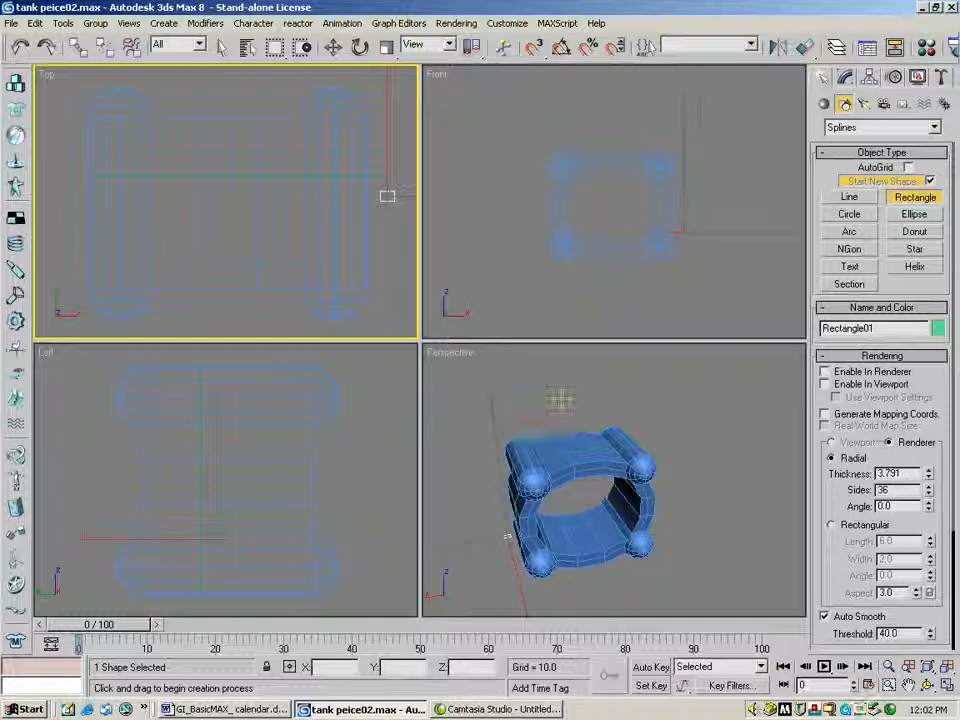 tank peice02.max - Autodesk 3ds Max 8 - Stand-alone License
File Edit Tools Group Views Create Modifiers Character reactor Animation Graph Editors Rendering Customize MAXScript Help
All View
Top Front
Left Perspective
Splines
- Object Type
AutoGrid
Start New Shape
Line Rectangle
Circle Ellipse
Arc Donut
NGon Star
Text Helix
Section
- Name and Color
Rectangle01
- Rendering
Enable In Renderer
Enable In Viewport
Use Viewport Settings
Generate Mapping Coords.
Real-World Map Size
Viewport Renderer
Radial
Thickness: 3.791
Sides: 36
Angle: 0.0
Rectangular
Length: 6.0
Width: 2.0
Angle: 0.0
Aspect: 3.0
Auto Smooth
Threshold: 40.0
0 / 100
0 10 20 30 40 50 60 70 80 90 100
1 Shape Selected X: Y: Z: Grid = 10.0 Auto Key Selected
Click and drag to begin creation process Add Time Tag Set Key Key Filters... 0
Start GI_BasicMAX_ calendar.d... tank peice02.max - Au... Camtasia Studio - Untitled... 12:02 PM